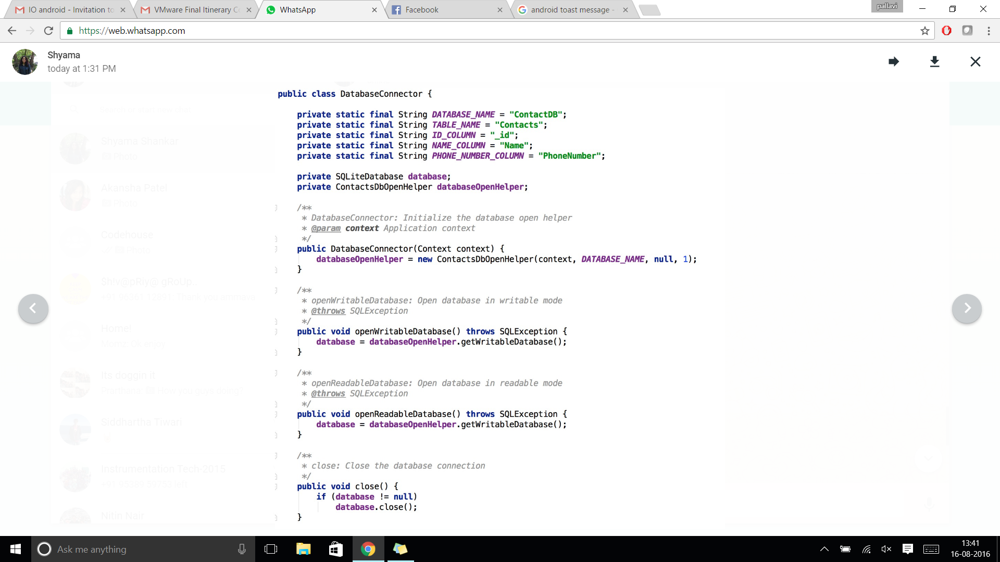 IO android - Invitation to
VMware Final Itinerary C
WhatsApp
Facebook
android toast message -
pallavi
https://web.whatsapp.com
Shyama
today at 1:31 PM
Search or start new chat
Shyama Shankar
Photo
Akansha Patel
Photo
Codehouse
Photo
$h!v@pRiy@ gRoUp..
Thank you
Home!
Momz: Ok enjoy
Its doggin it
Prarthana: How you guys doing?
Siddhartha Tiwari
Instrumentation Tech-2015
left
Nitin Nair
public class DatabaseConnector {
private static final String DATABASE_NAME = "ContactDB";
private static final String TABLE_NAME = "Contacts";
private static final String ID_COLUMN = "_id";
private static final String NAME_COLUMN = "Name";
private static final String PHONE_NUMBER_COLUMN = "PhoneNumber";
private SQLiteDatabase database;
private ContactsDbOpenHelper databaseOpenHelper;
/**
* DatabaseConnector: Initialize the database open helper
* @param context Application context
*/
public DatabaseConnector(Context context) {
databaseOpenHelper = new ContactsDbOpenHelper(context, DATABASE_NAME, null, 1);
}
/**
* openWritableDatabase: Open database in writable mode
* @throws SQLException
*/
public void openWritableDatabase() throws SQLException {
database = databaseOpenHelper.getWritableDatabase();
}
/**
* openReadableDatabase: Open database in readable mode
* @throws SQLException
*/
public void openReadableDatabase() throws SQLException {
database = databaseOpenHelper.getWritableDatabase();
}
/**
* close: Close the database connection
*/
public void close() {
if (database != null)
database.close();
}
Ask me anything
13:41
16-08-2016